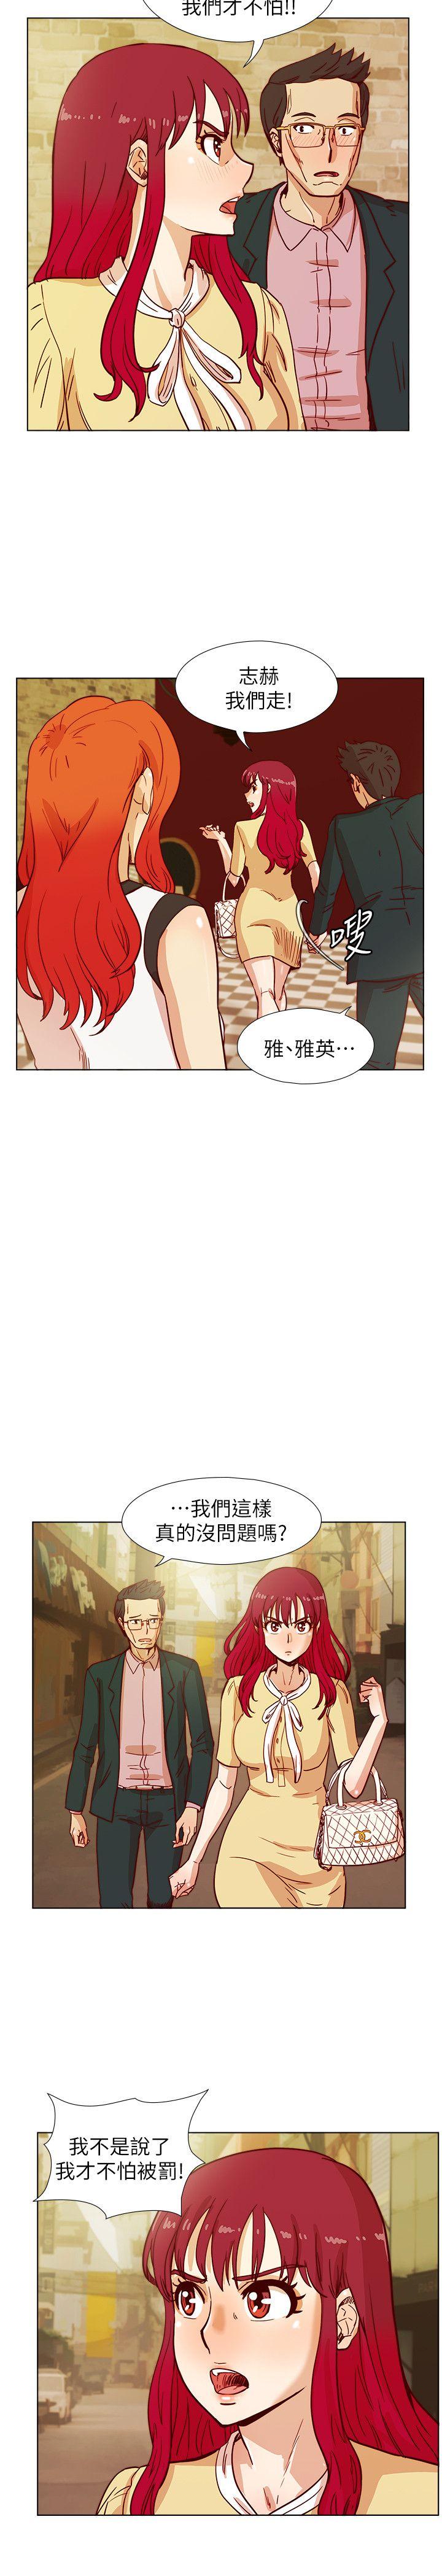 我們才不怕!!
志赫
我們走!
嗖
雅、雅英…
…我們這樣
真的沒問題嗎?
我不是說了
我才不怕被罰!